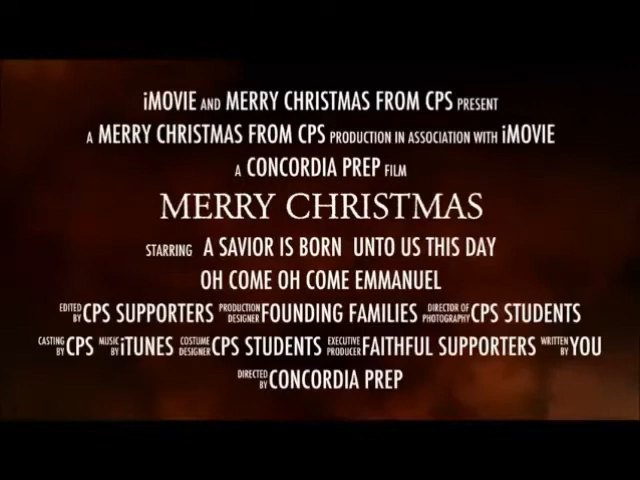 iMOVIE AND MERRY CHRISTMAS FROM CPS PRESENT
A MERRY CHRISTMAS FROM CPS PRODUCTION IN ASSOCIATION WITH iMOVIE
A CONCORDIA PREP FILM
MERRY CHRISTMAS
STARRING A SAVIOR IS BORN UNTO US THIS DAY
OH COME OH COME EMMANUEL
EDITED BY CPS SUPPORTERS PRODUCTION DESIGNER FOUNDING FAMILIES DIRECTOR OF PHOTOGRAPHY CPS STUDENTS
CASTING BY CPS MUSIC BY iTUNES COSTUME DESIGNER CPS STUDENTS EXECUTIVE PRODUCER FAITHFUL SUPPORTERS WRITTEN BY YOU
DIRECTED BY CONCORDIA PREP